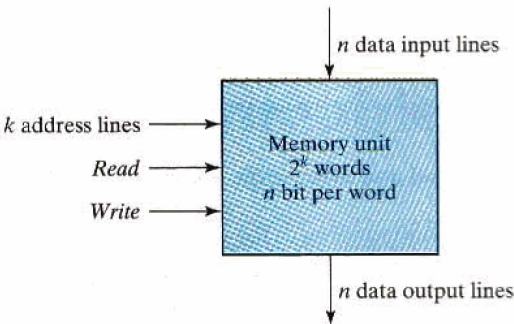 n data input lines
k address lines
Read
Write
Memory unit
2^k words
n bit per word
n data output lines